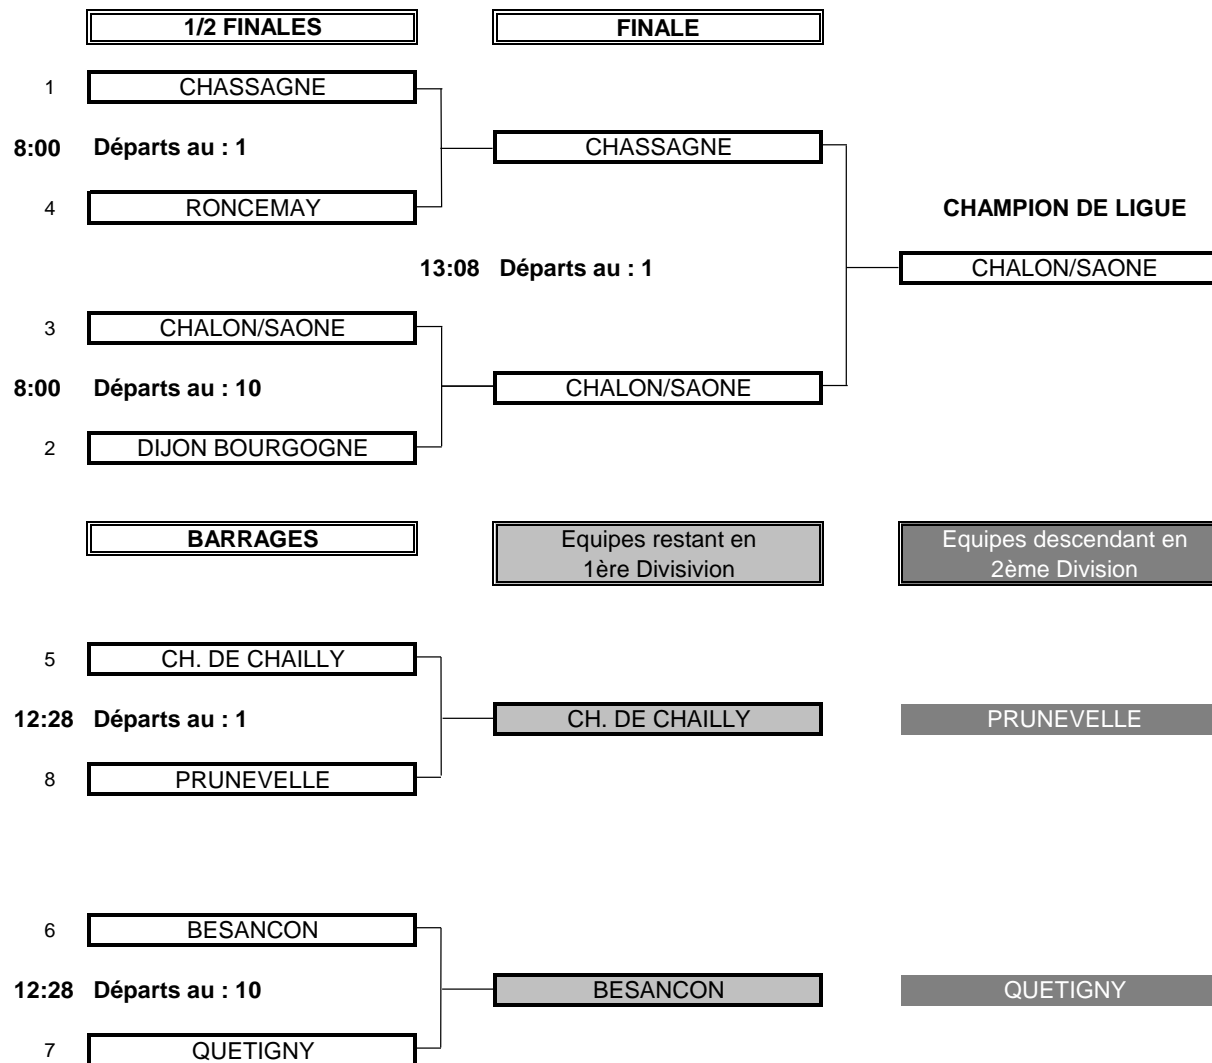 1/2 FINALES FINALE
1 CHASSAGNE
8:00 Départs au : 1 CHASSAGNE
4 RONCEMAY CHAMPION DE LIGUE
13:08 Départs au : 1 CHALON/SAONE
3 CHALON/SAONE
8:00 Départs au : 10 CHALON/SAONE
2 DIJON BOURGOGNE
BARRAGES Equipes restant en Equipes descendant en
1ère Divisivion 2ème Division
5 CH. DE CHAILLY
12:28 Départs au : 1 CH. DE CHAILLY PRUNEVELLE
8 PRUNEVELLE
6 BESANCON
12:28 Départs au : 10 BESANCON QUETIGNY
7 QUETIGNY